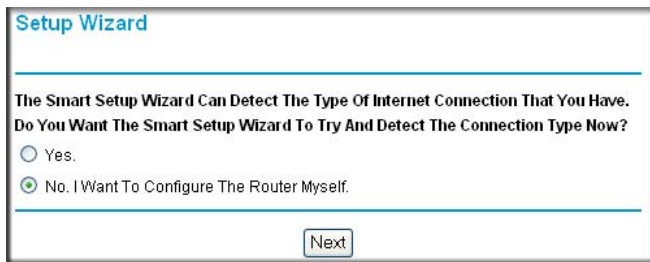 Setup Wizard
The Smart Setup Wizard Can Detect The Type Of Internet Connection That You Have.
Do You Want The Smart Setup Wizard To Try And Detect The Connection Type Now?
Yes.
No. I Want To Configure The Router Myself.
Next